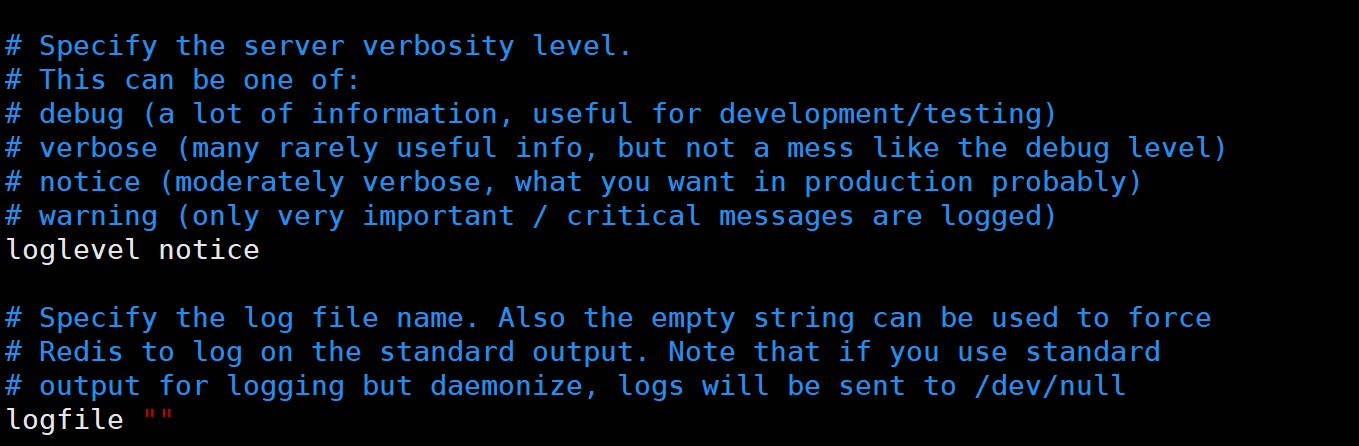 # Specify the server verbosity level.
# This can be one of:
# debug (a lot of information, useful for development/testing)
# verbose (many rarely useful info, but not a mess like the debug level)
# notice (moderately verbose, what you want in production probably)
# warning (only very important / critical messages are logged)
loglevel notice
# Specify the log file name. Also the empty string can be used to force
# Redis to log on the standard output. Note that if you use standard
# output for logging but daemonize, logs will be sent to /dev/null
logfile ""